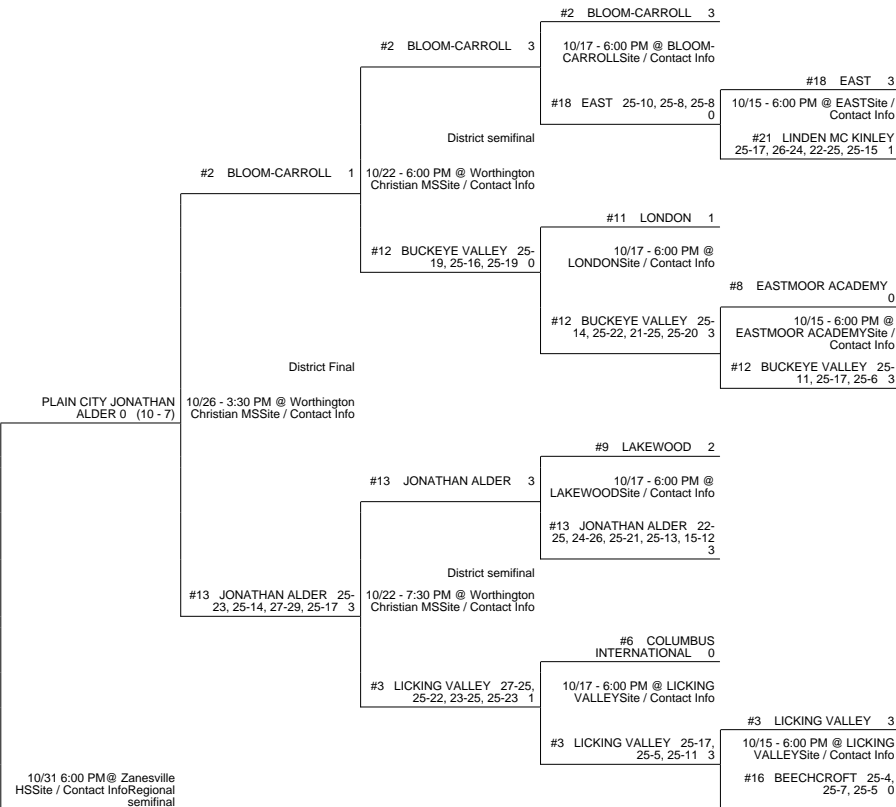 #2 BLOOM-CARROLL 3
#2 BLOOM-CARROLL 3
10/17 - 6:00 PM @ BLOOM-
CARROLLSite / Contact Info
#18 EAST 3
#18 EAST 25-10, 25-8, 25-8
0
10/15 - 6:00 PM @ EASTSite /
Contact Info
#21 LINDEN MC KINLEY
25-17, 26-24, 22-25, 25-15 1
District semifinal
#2 BLOOM-CARROLL 1
10/22 - 6:00 PM @ Worthington
Christian MSSite / Contact Info
#11 LONDON 1
#12 BUCKEYE VALLEY 25-
19, 25-16, 25-19 0
10/17 - 6:00 PM @
LONDONSite / Contact Info
#8 EASTMOOR ACADEMY
0
#12 BUCKEYE VALLEY 25-
14, 25-22, 21-25, 25-20 3
10/15 - 6:00 PM @
EASTMOOR ACADEMYSite /
Contact Info
#12 BUCKEYE VALLEY 25-
11, 25-17, 25-6 3
District Final
PLAIN CITY JONATHAN
ALDER 0 (10 - 7)
10/26 - 3:30 PM @ Worthington
Christian MSSite / Contact Info
#9 LAKEWOOD 2
#13 JONATHAN ALDER 3
10/17 - 6:00 PM @
LAKEWOODSite / Contact Info
#13 JONATHAN ALDER 22-
25, 24-26, 25-21, 25-13, 15-12
3
District semifinal
#13 JONATHAN ALDER 25-
23, 25-14, 27-29, 25-17 3
10/22 - 7:30 PM @ Worthington
Christian MSSite / Contact Info
#6 COLUMBUS
INTERNATIONAL 0
#3 LICKING VALLEY 27-25,
25-22, 23-25, 25-23 1
10/17 - 6:00 PM @ LICKING
VALLEYSite / Contact Info
#3 LICKING VALLEY 3
#3 LICKING VALLEY 25-17,
25-5, 25-11 3
10/15 - 6:00 PM @ LICKING
VALLEYSite / Contact Info
#16 BEECHCROFT 25-4,
25-7, 25-5 0
10/31 6:00 PM@ Zanesville
HSSite / Contact InfoRegional
semifinal